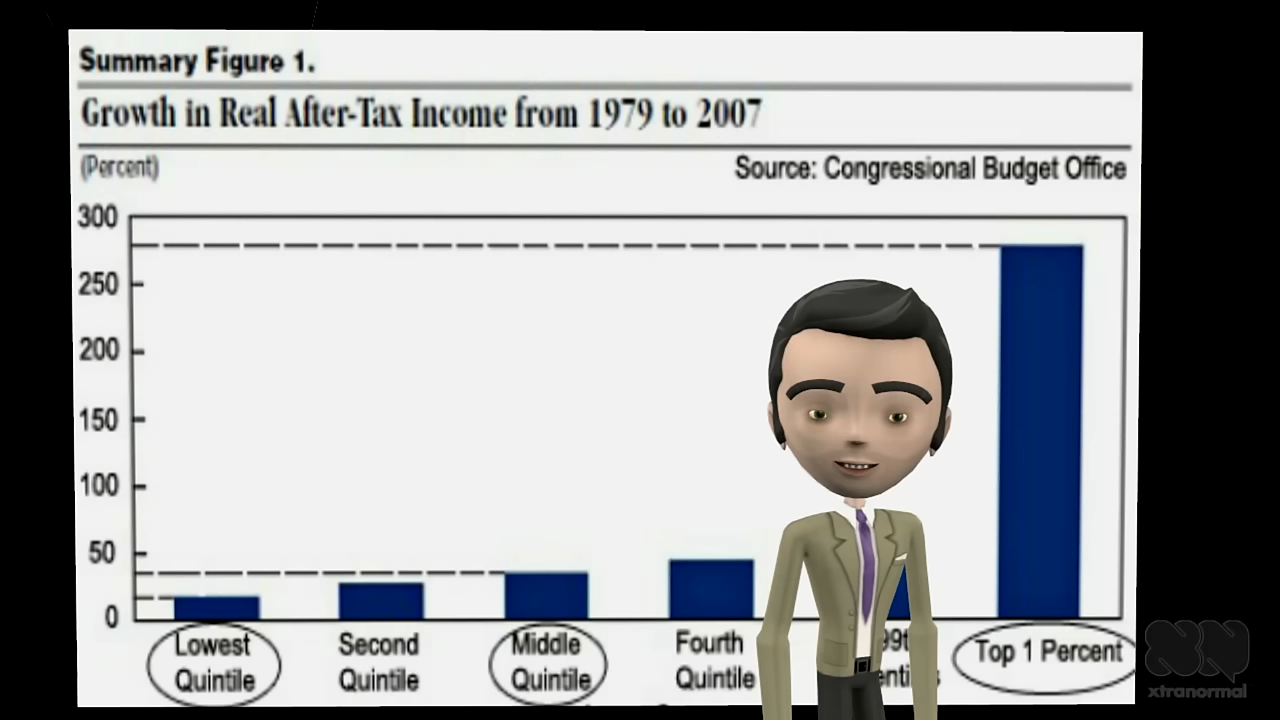 Summary Figure 1.
Growth in Real After-Tax Income from 1979 to 2007
(Percent)
Source: Congressional Budget Office
300
250
200
150
100
50
0
Lowest
Quintile
Second
Quintile
Middle
Quintile
Fourth
Quintile
Top 1 Percent
xtranormal